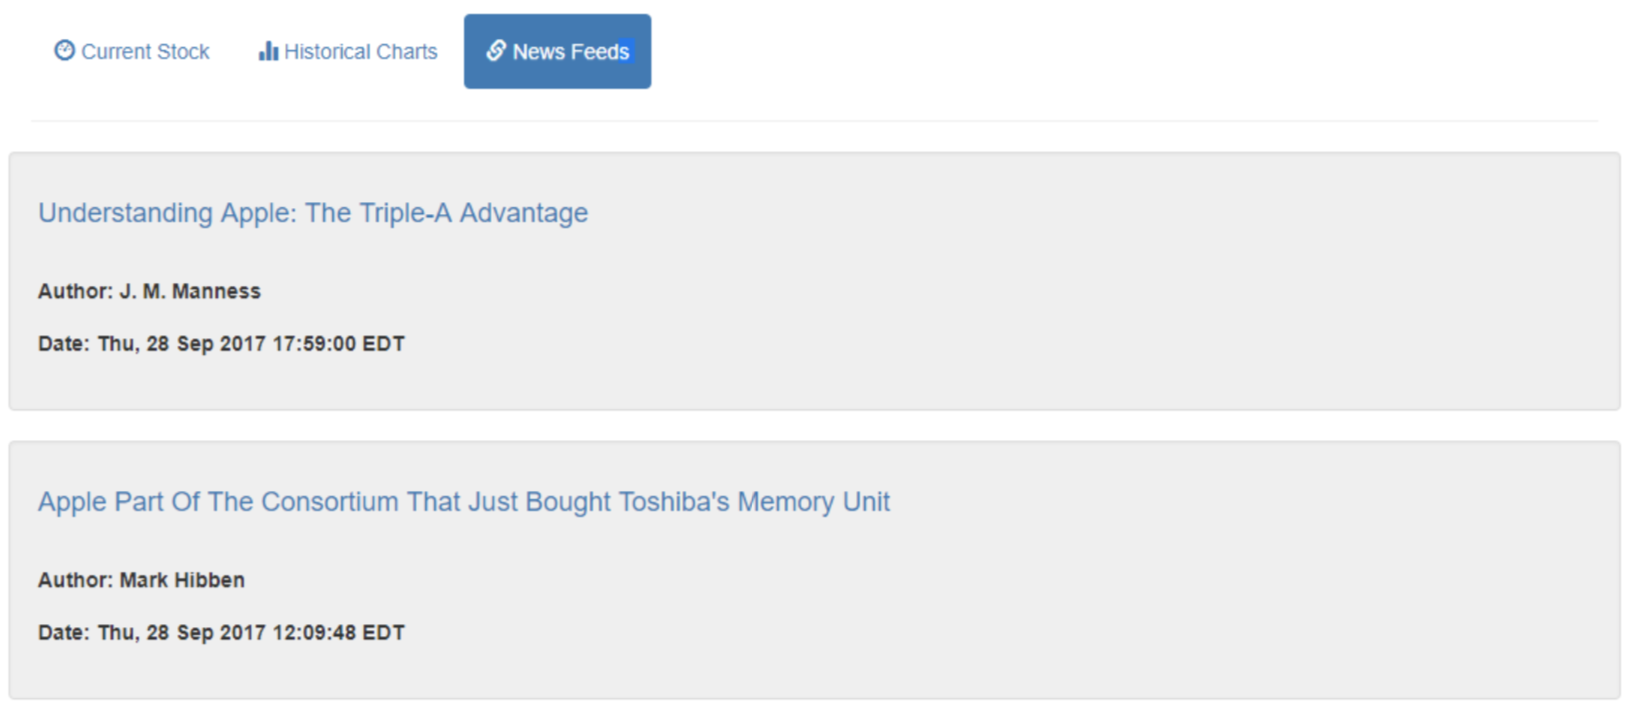 Current Stock Historical Charts News Feeds
Understanding Apple: The Triple-A Advantage
Author: J. M. Manness
Date: Thu, 28 Sep 2017 17:59:00 EDT
Apple Part Of The Consortium That Just Bought Toshiba's Memory Unit
Author: Mark Hibben
Date: Thu, 28 Sep 2017 12:09:48 EDT